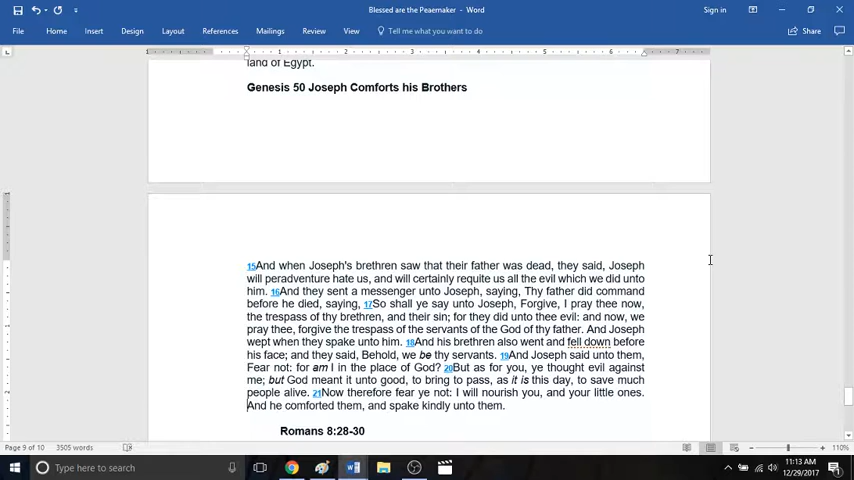 Blessed are the Peaemaker - Word
Sign in
File Home Insert Design Layout References Mailings Review View Tell me what you want to do Share
1 1 2 3 4 5 6 7
land of Egypt.
Genesis 50 Joseph Comforts his Brothers
15And when Joseph's brethren saw that their father was dead, they said, Joseph
will peradventure hate us, and will certainly requite us all the evil which we did unto
him. 16And they sent a messenger unto Joseph, saying, Thy father did command
before he died, saying, 17So shall ye say unto Joseph, Forgive, I pray thee now,
the trespass of thy brethren, and their sin; for they did unto thee evil: and now, we
pray thee, forgive the trespass of the servants of the God of thy father. And Joseph
wept when they spake unto him. 18And his brethren also went and fell down before
his face; and they said, Behold, we be thy servants. 19And Joseph said unto them,
Fear not: for am I in the place of God? 20But as for you, ye thought evil against
me; but God meant it unto good, to bring to pass, as it is this day, to save much
people alive. 21Now therefore fear ye not: I will nourish you, and your little ones.
And he comforted them, and spake kindly unto them.
Romans 8:28-30
Page 9 of 10 3505 words 110%
Type here to search
11:13 AM
12/29/2017